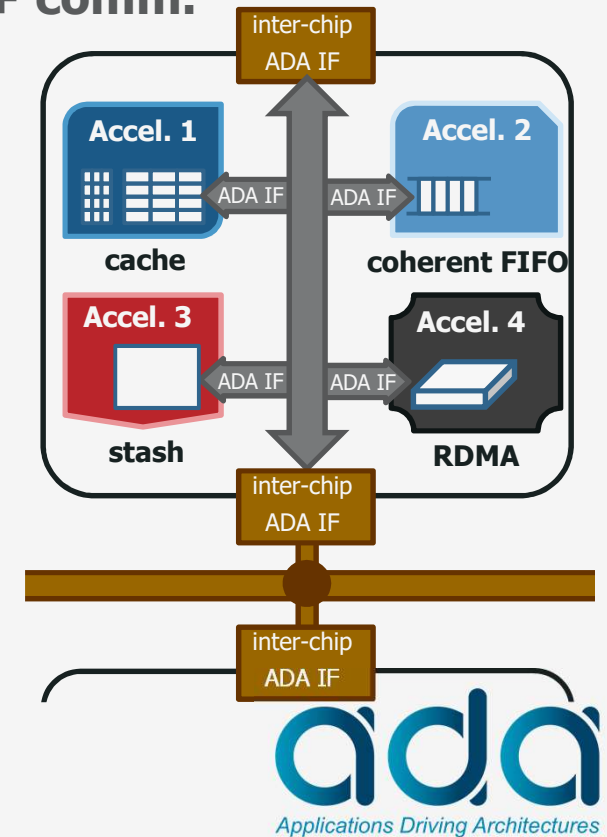 comm.
inter-chip
ADA IF
Accel. 1
Accel. 2
ADA IF
ADA IF
cache
coherent FIFO
Accel. 3
Accel. 4
ADA IF
ADA IF
stash
RDMA
inter-chip
ADA IF
inter-chip
ADA IF
ada
Applications Driving Architectures